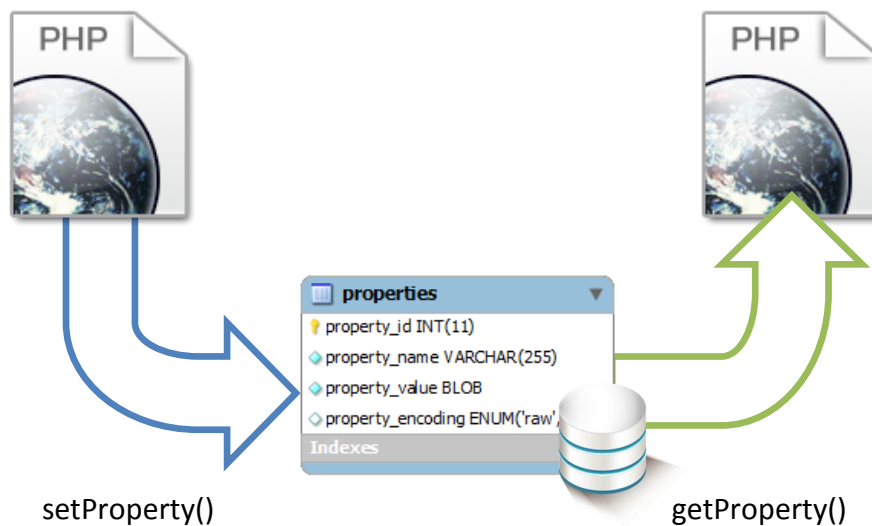 PHP
PHP
properties
property_id INT(11)
property_name VARCHAR(255)
property_value BLOB
property_encoding ENUM('raw',
Indexes
setProperty()
getProperty()